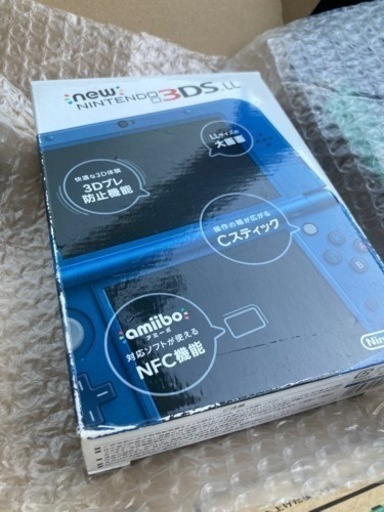 new
NINTENDO 3DS LL
LLサイズの
大画面
快適な3D体験
3Dブレ
防止機能
操作の幅が広がる
Cスティック
amiibo
アミーボ
対応ソフトが使える
NFC機能
Nin